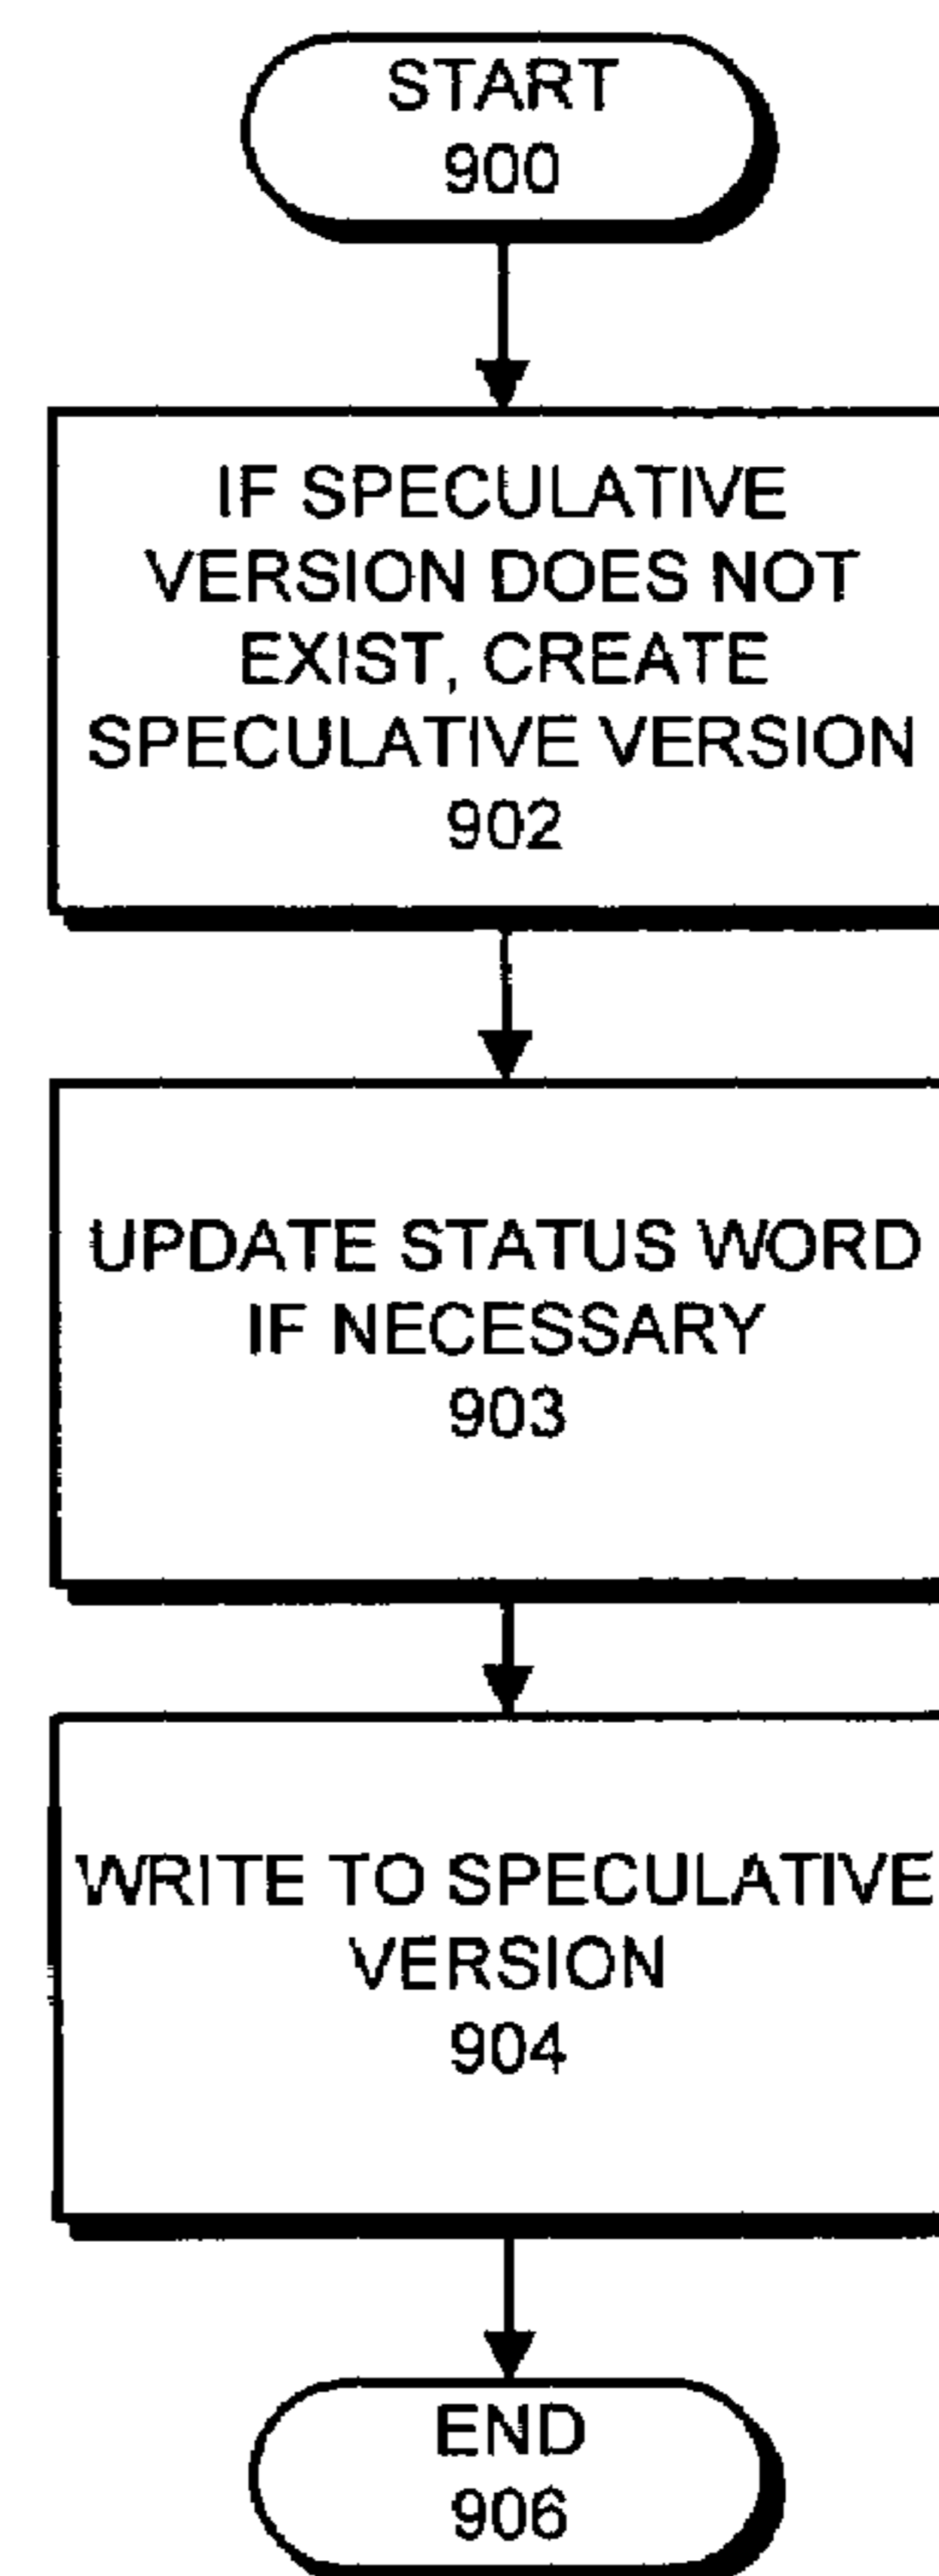 START
900
IF SPECULATIVE
VERSION DOES NOT
EXIST, CREATE
SPECULATIVE VERSION
902
UPDATE STATUS WORD
IF NECESSARY
903
WRITE TO SPECULATIVE
VERSION
904
END
906